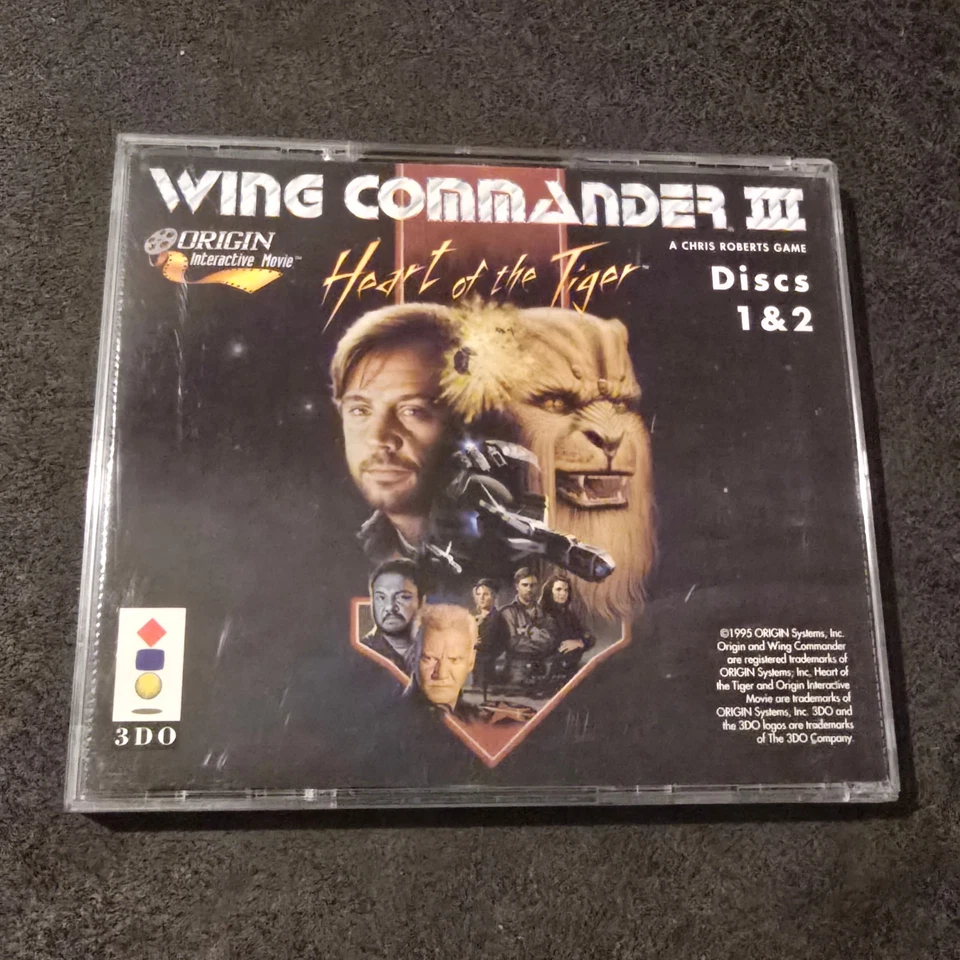 WING COMMANDER III
ORIGIN
Interactive Movie™
Heart of the Tiger™
A CHRIS ROBERTS GAME
Discs
1 & 2
3DO
©1995 ORIGIN Systems, Inc.
Origin and Wing Commander
are registered trademarks of
ORIGIN Systems, Inc. Heart of
the Tiger and Origin Interactive
Movie are trademarks of
ORIGIN Systems, Inc. 3DO and
the 3DO logos are trademarks
of The 3DO Company.